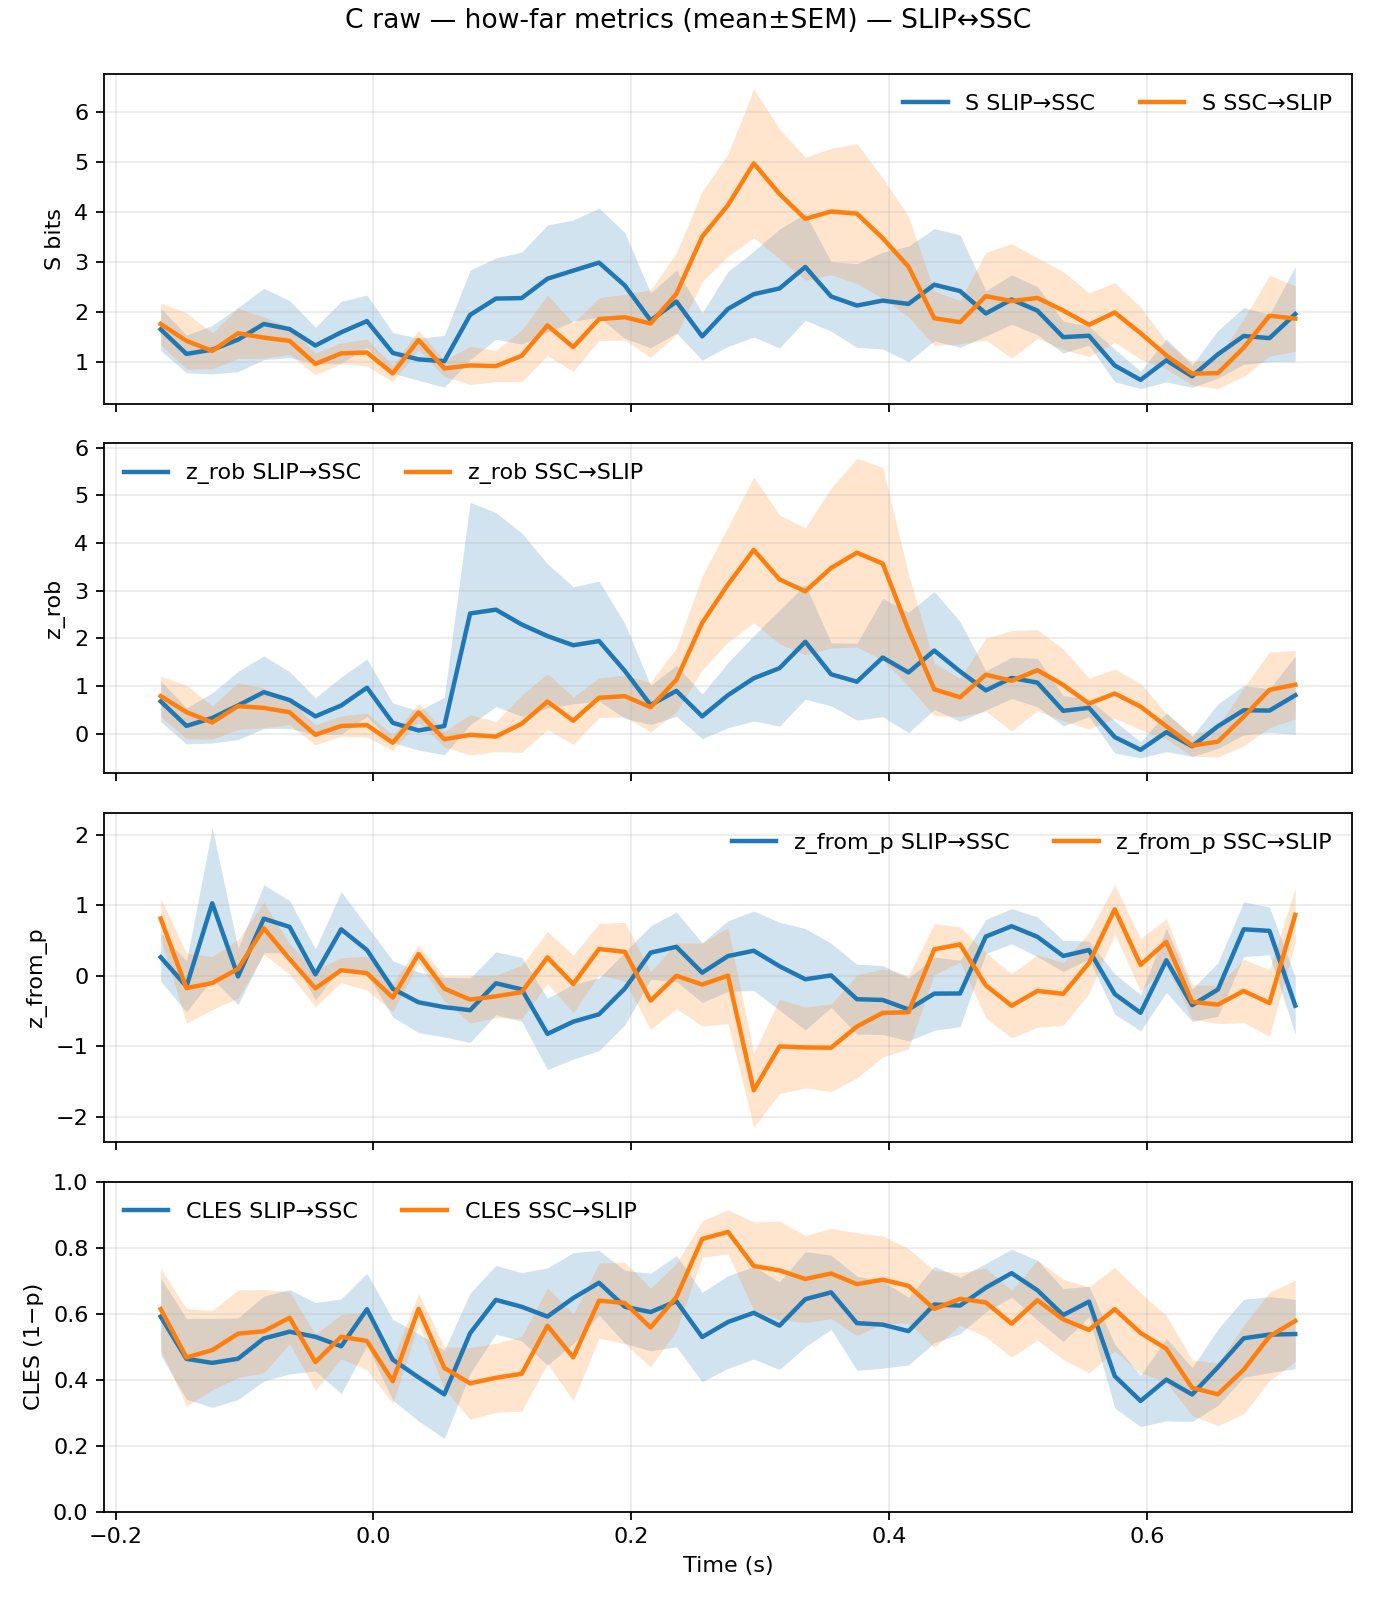 C raw — how-far metrics (mean±SEM) — SLIP↔SSC
S SLIP→SSC S SSC→SLIP
6
5
4
3
2
1
S bits
z_rob SLIP→SSC z_rob SSC→SLIP
6
5
4
3
2
1
0
z_rob
z_from_p SLIP→SSC z_from_p SSC→SLIP
2
1
0
−1
−2
z_from_p
CLES SLIP→SSC CLES SSC→SLIP
1.0
0.8
0.6
0.4
0.2
0.0
CLES (1−p)
−0.2 0.0 0.2 0.4 0.6
Time (s)